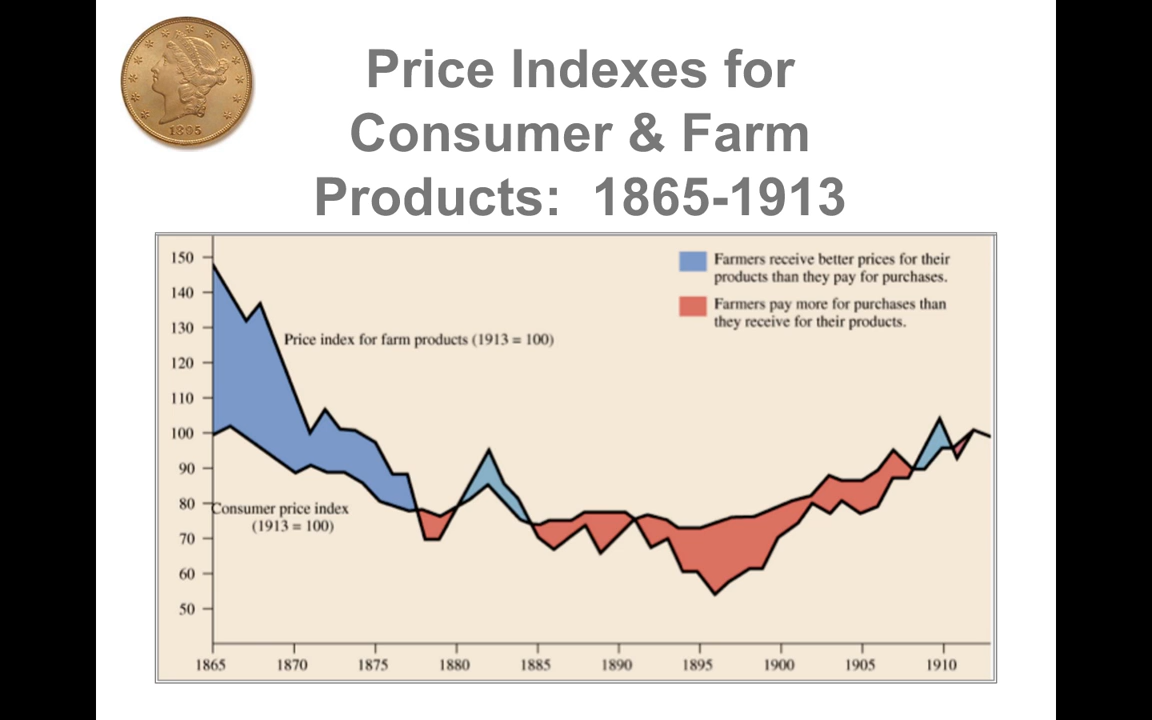 1895
Price Indexes for
Consumer & Farm
Products: 1865-1913
150
140
130
120
110
100
90
80
70
60
50
Farmers receive better prices for their
products than they pay for purchases.
Farmers pay more for purchases than
they receive for their products.
Price index for farm products (1913 = 100)
Consumer price index
(1913 = 100)
1865 1870 1875 1880 1885 1890 1895 1900 1905 1910